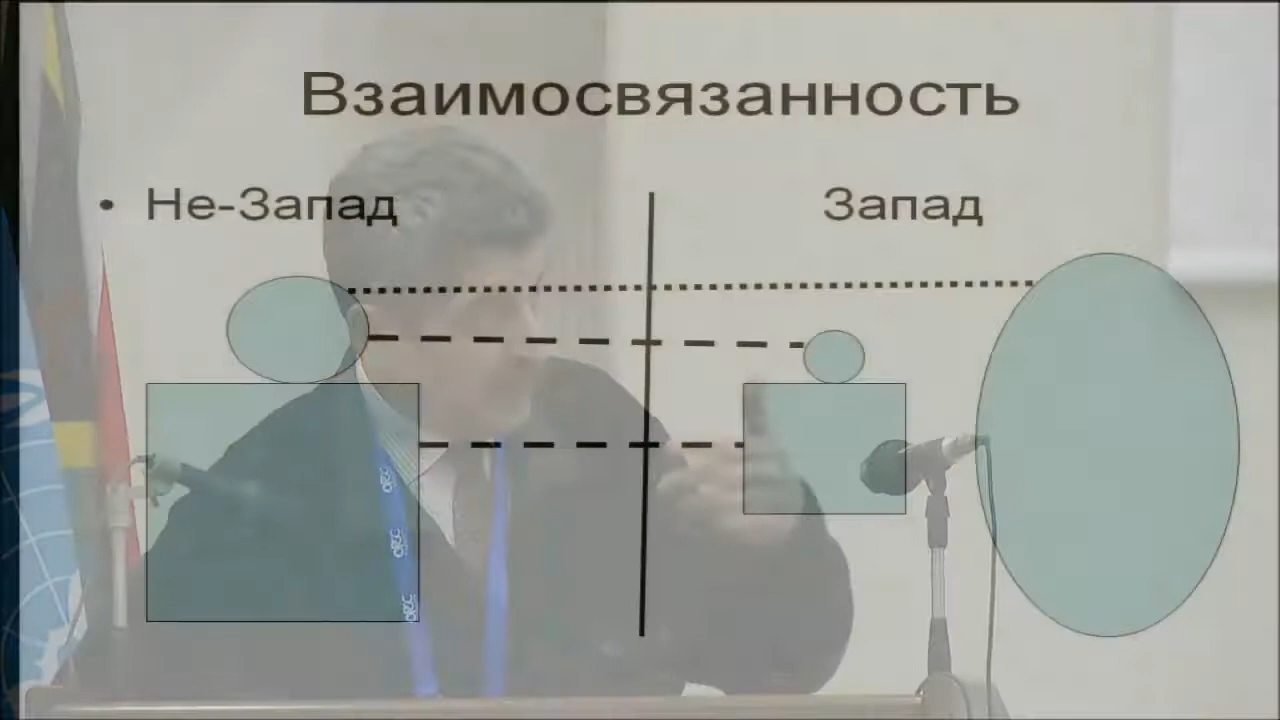 Взаимосвязанность
• Не-Запад
Запад